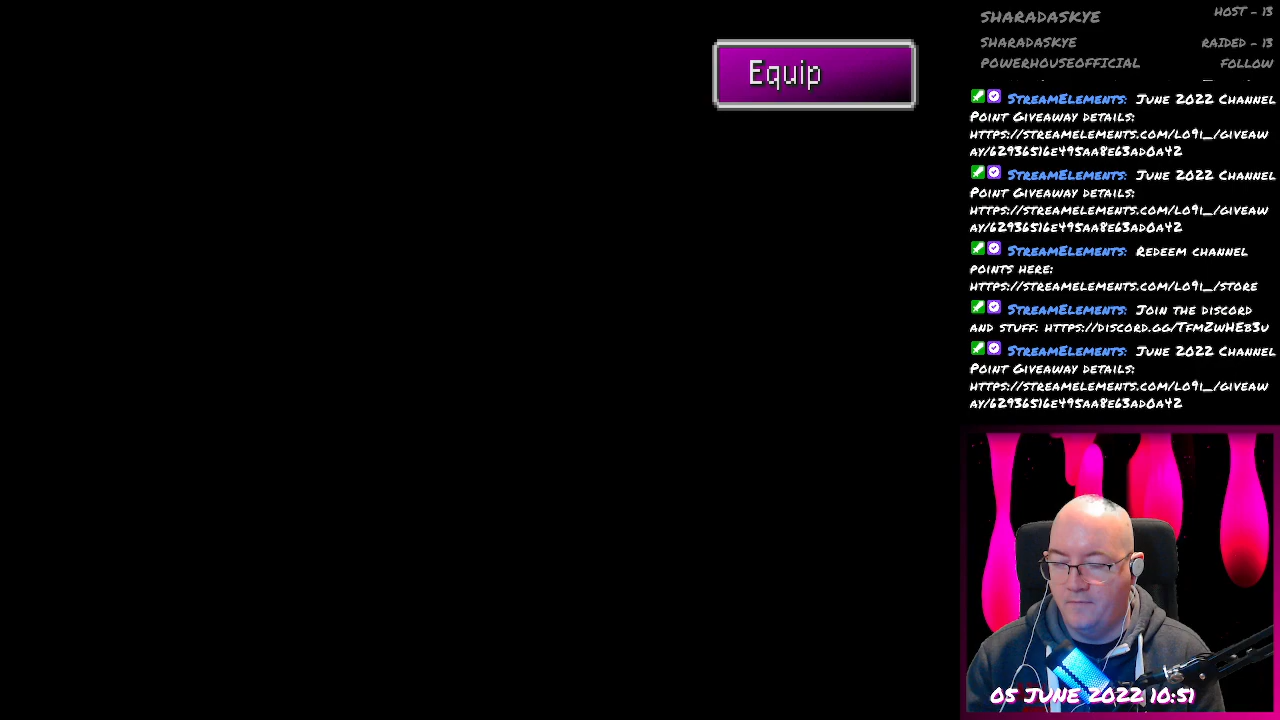 Equip
SHARADASKYE HOST - 13
SHARADASKYE RAIDED - 13
POWERHOUSEOFFICIAL FOLLOW
StreamElements: June 2022 Channel
Point Giveaway details:
https://streamelements.com/lo9i_/giveaw
ay/62936516e495aa8e63ad0a42
StreamElements: June 2022 Channel
Point Giveaway details:
https://streamelements.com/lo9i_/giveaw
ay/62936516e495aa8e63ad0a42
StreamElements: Redeem channel
points here:
https://streamelements.com/lo9i_/store
StreamElements: Join the discord
and stuff: https://discord.gg/TfmZwHEb3u
StreamElements: June 2022 Channel
Point Giveaway details:
https://streamelements.com/lo9i_/giveaw
ay/62936516e495aa8e63ad0a42
05 JUNE 2022 10:51